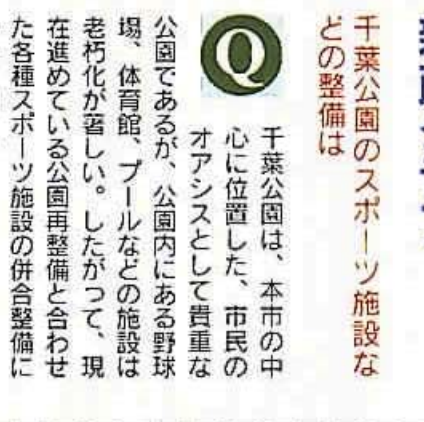 千葉公園のスポーツ施設な
どの整備は
Q
千葉公園は、本市の中
心に位置した、市民の
オアシスとして貴重な
公園であるが、公園内にある野球
場、体育館、プールなどの施設は
老朽化が著しい。したがって、現
在進めている公園再整備と合わせ
た各種スポーツ施設の併合整備に